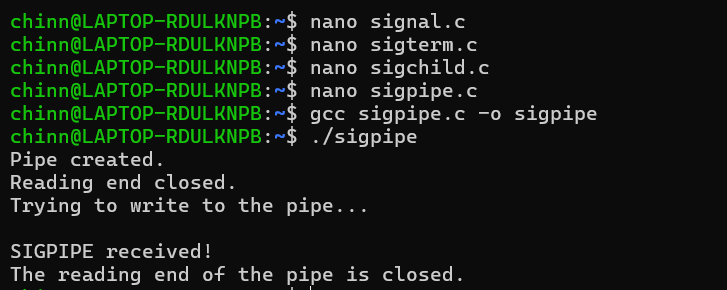 chinn@LAPTOP-RDULKNPB:~$ nano signal.c
chinn@LAPTOP-RDULKNPB:~$ nano sigterm.c
chinn@LAPTOP-RDULKNPB:~$ nano sigchild.c
chinn@LAPTOP-RDULKNPB:~$ nano sigpipe.c
chinn@LAPTOP-RDULKNPB:~$ gcc sigpipe.c -o sigpipe
chinn@LAPTOP-RDULKNPB:~$ ./sigpipe
Pipe created.
Reading end closed.
Trying to write to the pipe...

SIGPIPE received!
The reading end of the pipe is closed.